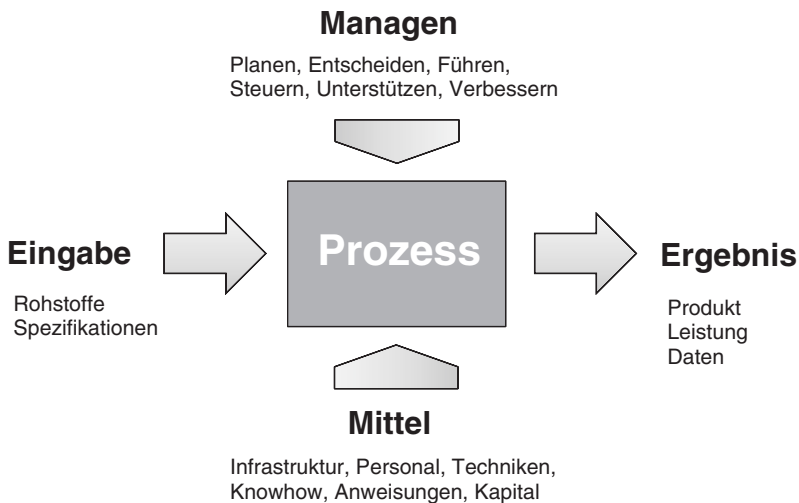 Managen
Planen, Entscheiden, Führen,
Steuern, Unterstützen, Verbessern
Eingabe
Rohstoffe
Spezifikationen
Prozess
Ergebnis
Produkt
Leistung
Daten
Mittel
Infrastruktur, Personal, Techniken,
Knowhow, Anweisungen, Kapital